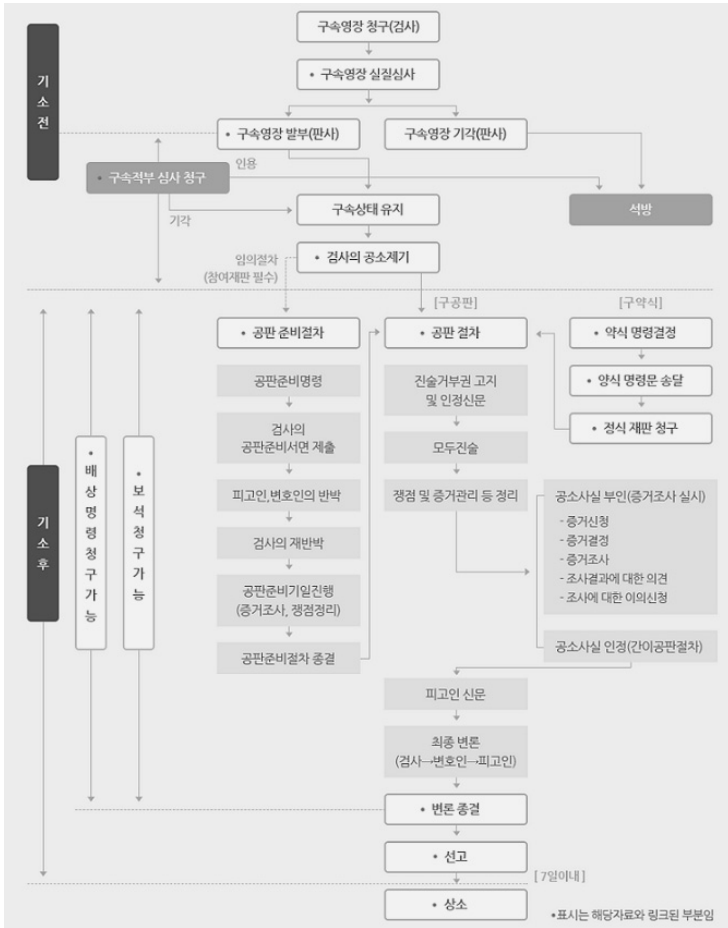 구속영장 청구(검사)
• 구속영장 실질심사
기소전
• 구속영장 발부(판사)
구속영장 기각(판사)
인용
• 구속적부 심사 청구
기각
구속상태 유지
석방
임의절차
(참여재판 필수)
• 검사의 공소제기
[구공판]
[구약식]
• 공판 준비절차
• 공판 절차
• 약식 명령결정
• 양식 명령문 송달
• 정식 재판 청구
기소후
• 배상명령청구가능
• 보석청구가능
공판준비명령
검사의
공판준비서면 제출
피고인,변호인의 반박
검사의 재반박
공판준비기일진행
(증거조사, 쟁점정리)
공판준비절차 종결
진술거부권 고지
및 인정신문
모두진술
쟁점 및 증거관리 등 정리
공소사실 부인(증거조사 실시)
- 증거신청
- 증거결정
- 증거조사
- 조사결과에 대한 의견
- 조사에 대한 이의신청
공소사실 인정(간이공판절차)
피고인 신문
최종 변론
(검사→변호인→피고인)
• 변론 종결
• 선고
[7일이내]
• 상소
•표시는 해당자료와 링크된 부분임